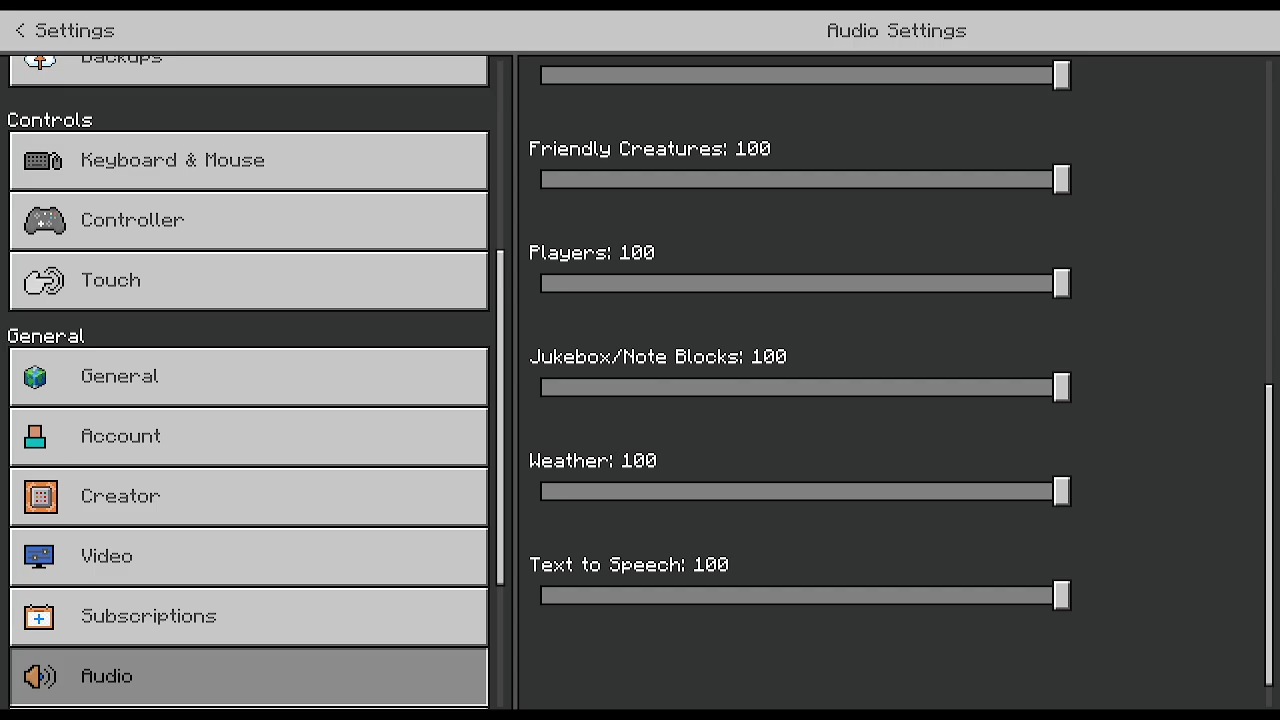 Settings
Audio Settings
Backups
Controls
Keyboard & Mouse
Controller
Touch
General
General
Account
Creator
Video
Subscriptions
Audio
Friendly Creatures: 100
Players: 100
Jukebox/Note Blocks: 100
Weather: 100
Text to Speech: 100